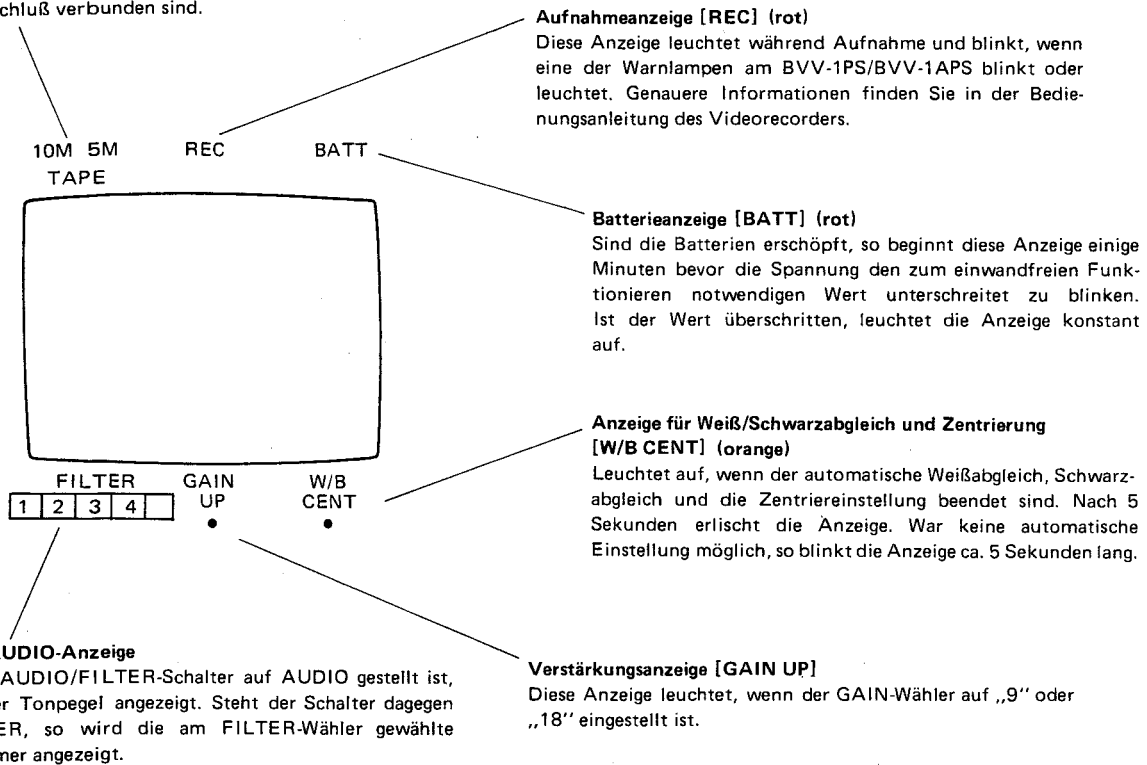 chluß verbunden sind.
Aufnahmeanzeige [REC] (rot)
Diese Anzeige leuchtet während Aufnahme und blinkt, wenn
eine der Warnlampen am BVV-1PS/BVV-1APS blinkt oder
leuchtet. Genauere Informationen finden Sie in der Bedie-
nungsanleitung des Videorecorders.
10M 5M REC BATT
TAPE
Batterieanzeige [BATT] (rot)
Sind die Batterien erschöpft, so beginnt diese Anzeige einige
Minuten bevor die Spannung den zum einwandfreien Funk-
tionieren notwendigen Wert unterschreitet zu blinken.
Ist der Wert überschritten, leuchtet die Anzeige konstant
auf.
Anzeige für Weiß/Schwarzabgleich und Zentrierung
[W/B CENT] (orange)
Leuchtet auf, wenn der automatische Weißabgleich, Schwarz-
abgleich und die Zentriereinstellung beendet sind. Nach 5
Sekunden erlischt die Anzeige. War keine automatische
Einstellung möglich, so blinkt die Anzeige ca. 5 Sekunden lang.
FILTER GAIN W/B
1 2 3 4 UP CENT
UDIO-Anzeige
AUDIO/FILTER-Schalter auf AUDIO gestellt ist,
er Tonpegel angezeigt. Steht der Schalter dagegen
ER, so wird die am FILTER-Wähler gewählte
mer angezeigt.
Verstärkungsanzeige [GAIN UP]
Diese Anzeige leuchtet, wenn der GAIN-Wähler auf „9" oder
„18" eingestellt ist.